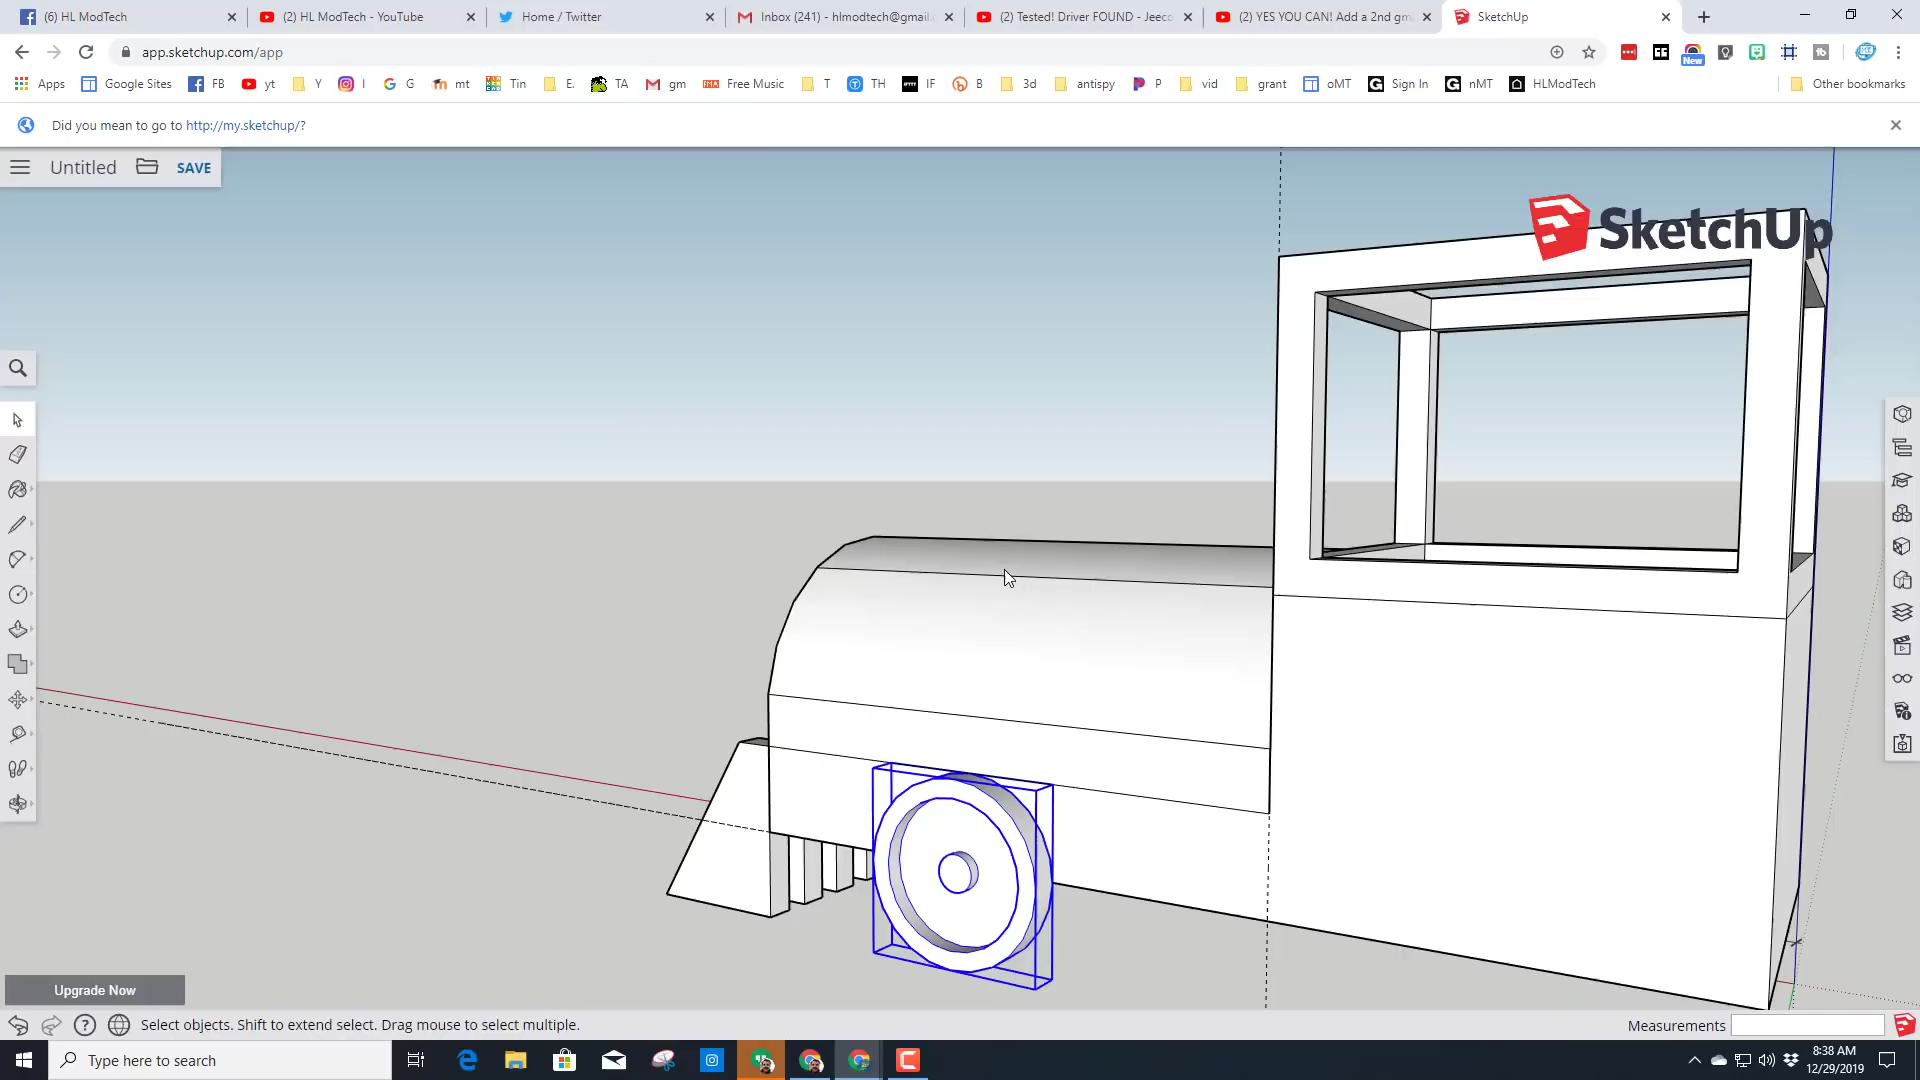 (6) HL ModTech
(2) HL ModTech - YouTube
Home / Twitter
Inbox (241) - hlmodtech@gmail.
(2) Tested! Driver FOUND - Jeeco
(2) YES YOU CAN! Add a 2nd gm
SketchUp
app.sketchup.com/app
New
Apps
Google Sites
FB
yt
Y
I
G
mt
Tin
E.
TA
gm
Free Music
T
TH
IF
B
3d
antispy
P
vid
grant
oMT
Sign In
nMT
HLModTech
Other bookmarks
Did you mean to go to http://my.sketchup/?
Untitled
SAVE
SketchUp
Upgrade Now
Select objects. Shift to extend select. Drag mouse to select multiple.
Measurements
Type here to search
8:38 AM
12/29/2019